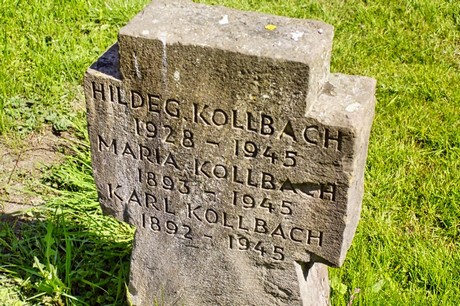 HILDEG. KOLLBACH
1928 - 1945
MARIA KOLLBACH
1893 - 1945
KARL KOLLBACH
1892 - 1945